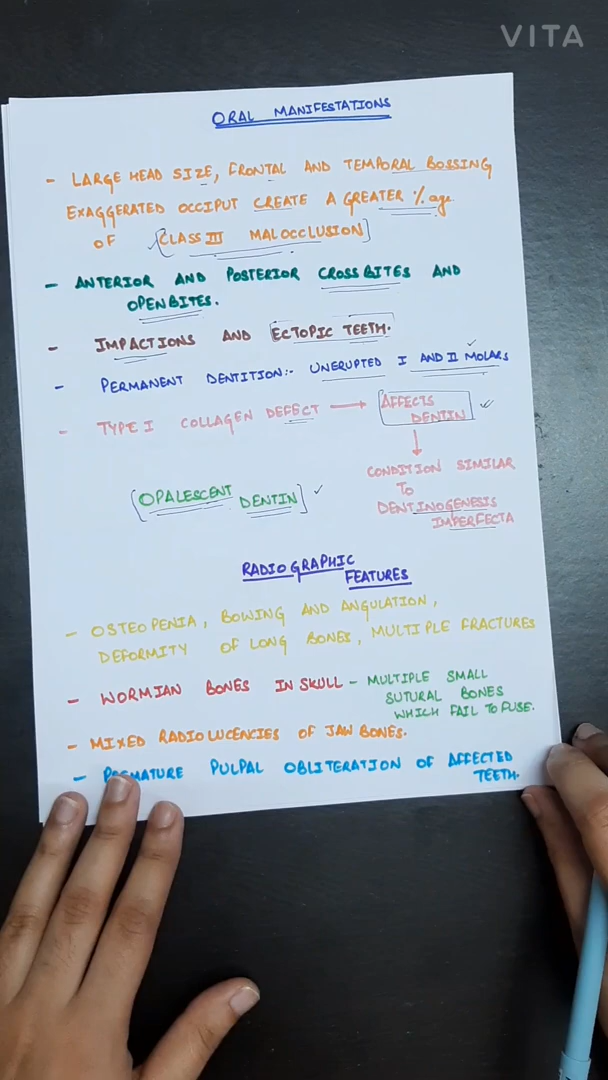 VITA
ORAL MANIFESTATIONS
- LARGE HEAD SIZE, FRONTAL AND TEMPORAL BOSSING
EXAGGERATED OCCIPUT CREATE A GREATER %age
OF [CLASS III MALOCCLUSION]
- ANTERIOR AND POSTERIOR CROSSBITES AND
OPENBITES.
- IMPACTIONS AND ECTOPIC TEETH.
- PERMANENT DENTITION:- UNERUPTED I AND II MOLARS
- TYPE I COLLAGEN DEFECT → AFFECTS
DENTIN
↓
CONDITION SIMILAR
TO
DENTINOGENESIS
IMPERFECTA
[OPALESCENT DENTIN]
RADIOGRAPHIC
FEATURES
- OSTEOPENIA, BOWING AND ANGULATION,
DEFORMITY OF LONG BONES, MULTIPLE FRACTURES
- WORMIAN BONES IN SKULL - MULTIPLE SMALL
SUTURAL BONES
WHICH FAIL TO FUSE.
- MIXED RADIOLUCENCIES OF JAW BONES.
- PREMATURE PULPAL OBLITERATION OF AFFECTED
TEETH.